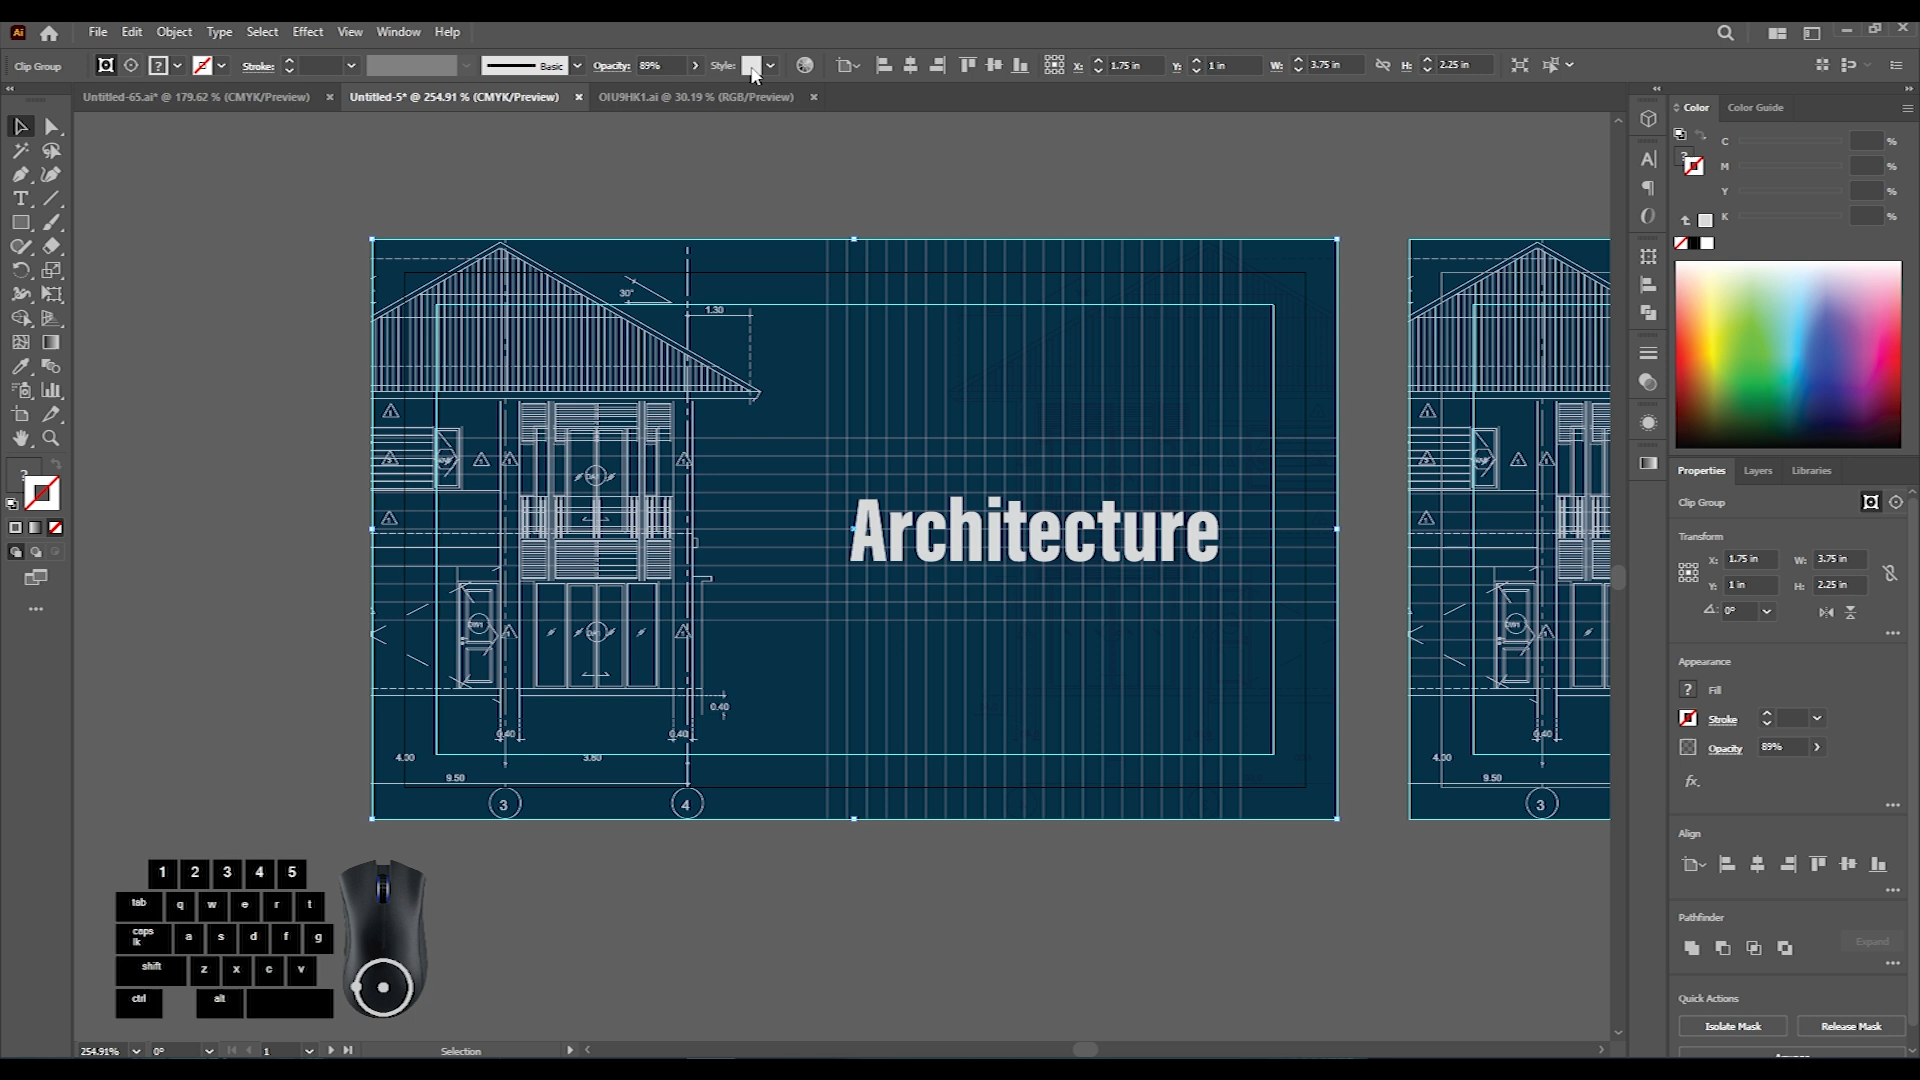 Ai File Edit Object Type Select Effect View Window Help
Clip Group ? Stroke: Basic Opacity: 89% Style: X: 1.75 in Y: 1 in W: 3.75 in H: 2.25 in
Untitled-65.ai* @ 179.62 % (CMYK/Preview) × Untitled-5* @ 254.91 % (CMYK/Preview) × OIU9HK1.ai @ 30.19 % (RGB/Preview) ×
Color Color Guide
C %
M %
Y %
K %
30°
1.30
Architecture
0.40
0.40 0.40 0.40
4.00 3.80 4.00
9.50 9.50
3 4 3
Properties Layers Libraries
Clip Group
Transform
X: 1.75 in W: 3.75 in
Y: 1 in H: 2.25 in
0°
Appearance
? Fill
Stroke
Opacity 89%
fx.
Align
Pathfinder
Expand
Quick Actions
Isolate Mask Release Mask
1 2 3 4 5
tab q w e r t
caps lk a s d f g
shift z x c v
ctrl alt
254.91% 0° 1 Selection